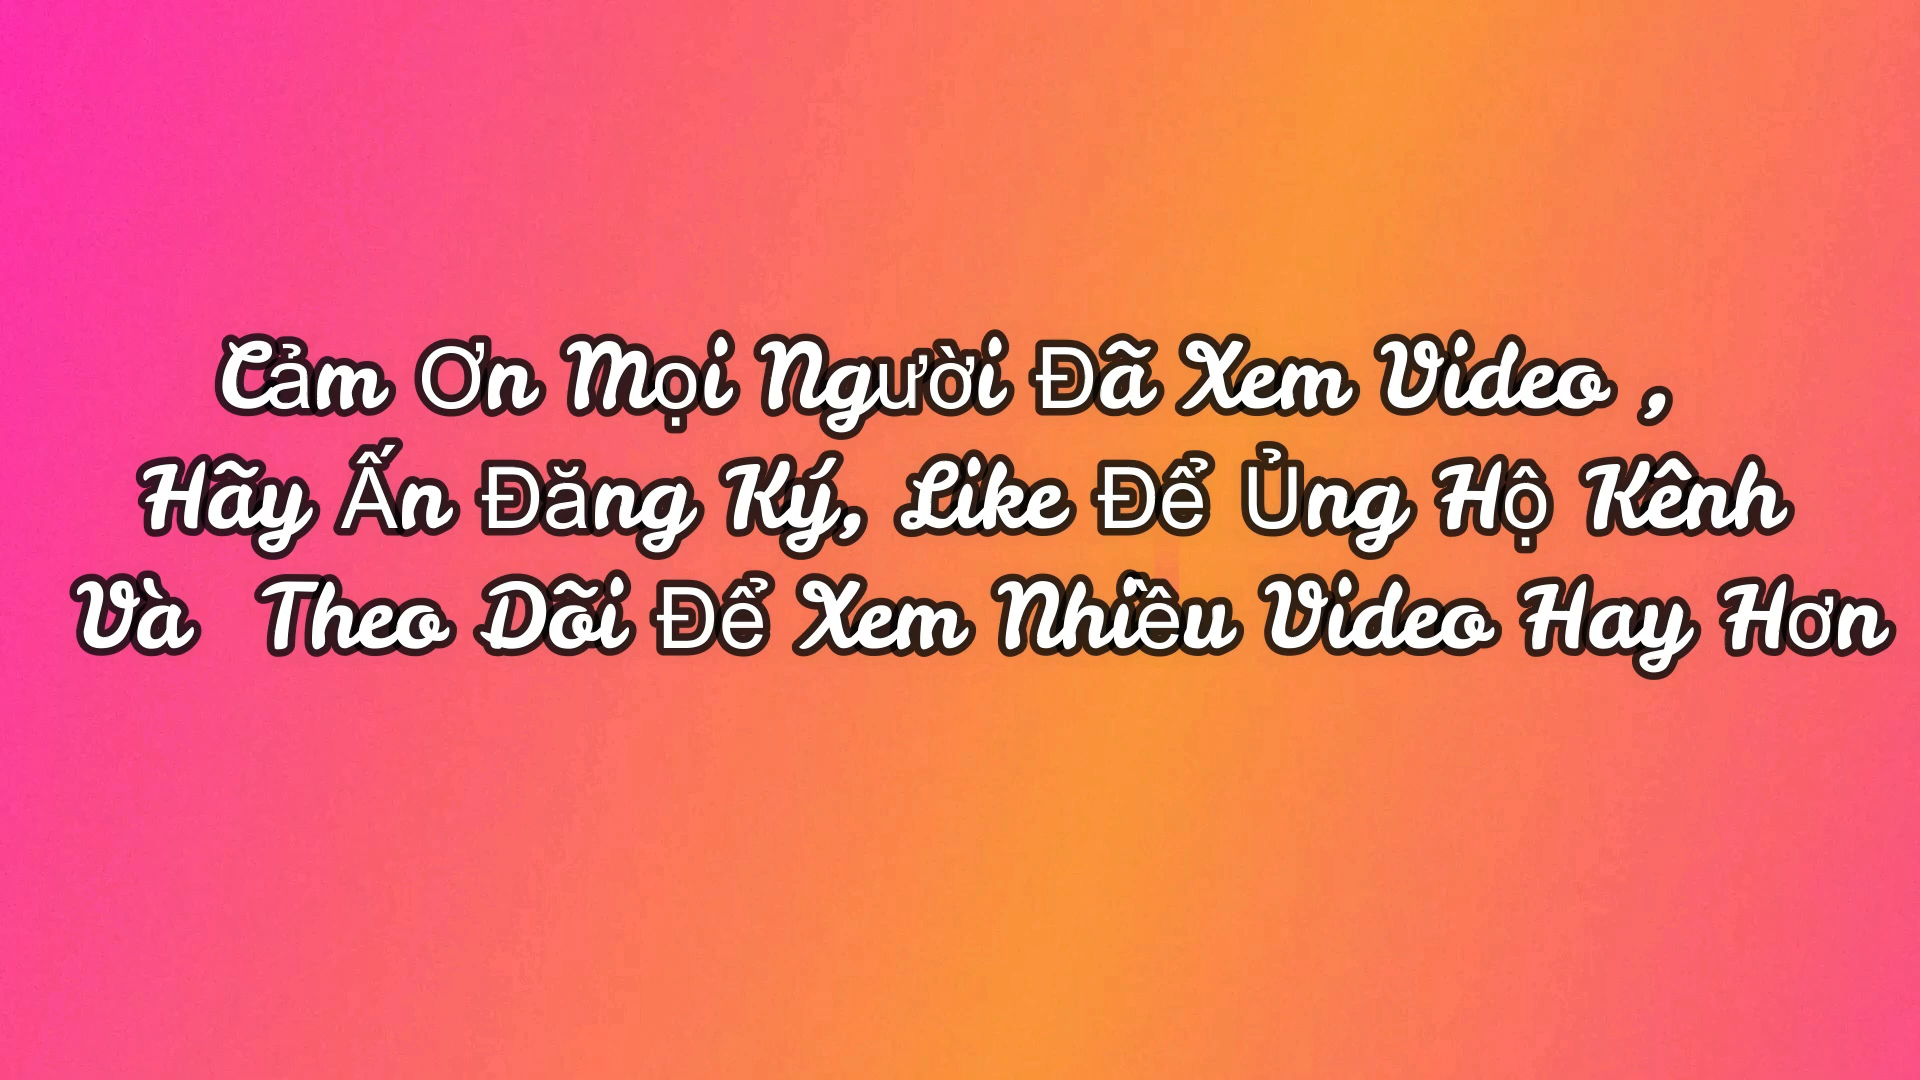 Cảm Ơn Mọi Người Đã Xem Video ,
Hãy Ấn Đăng Ký, Like Để Ủng Hộ Kênh
Và Theo Dõi Để Xem Nhiều Video Hay Hơn